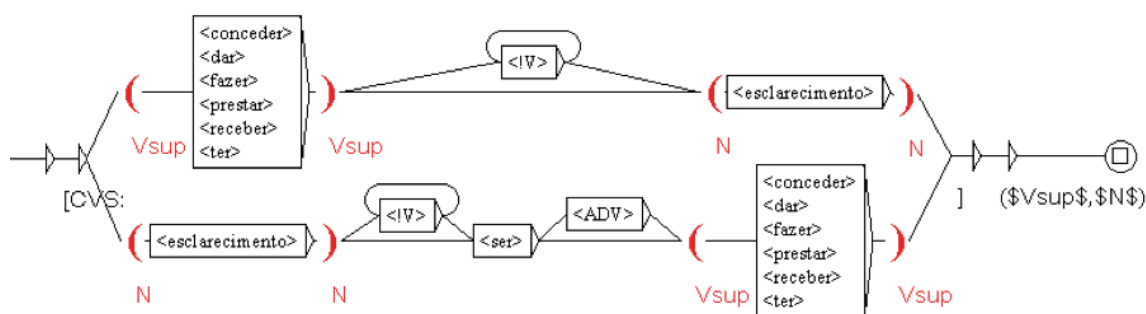 <conceder>
<dar>
<fazer>
<prestar>
<receber>
<ter>
( Vsup
) Vsup
<!V>
( N
<esclarecimento>
) N
[CVS:
( N
<esclarecimento>
) N
<!V>
<ser>
<ADV>
( Vsup
<conceder>
<dar>
<fazer>
<prestar>
<receber>
<ter>
) Vsup
]
($Vsup$,$N$)